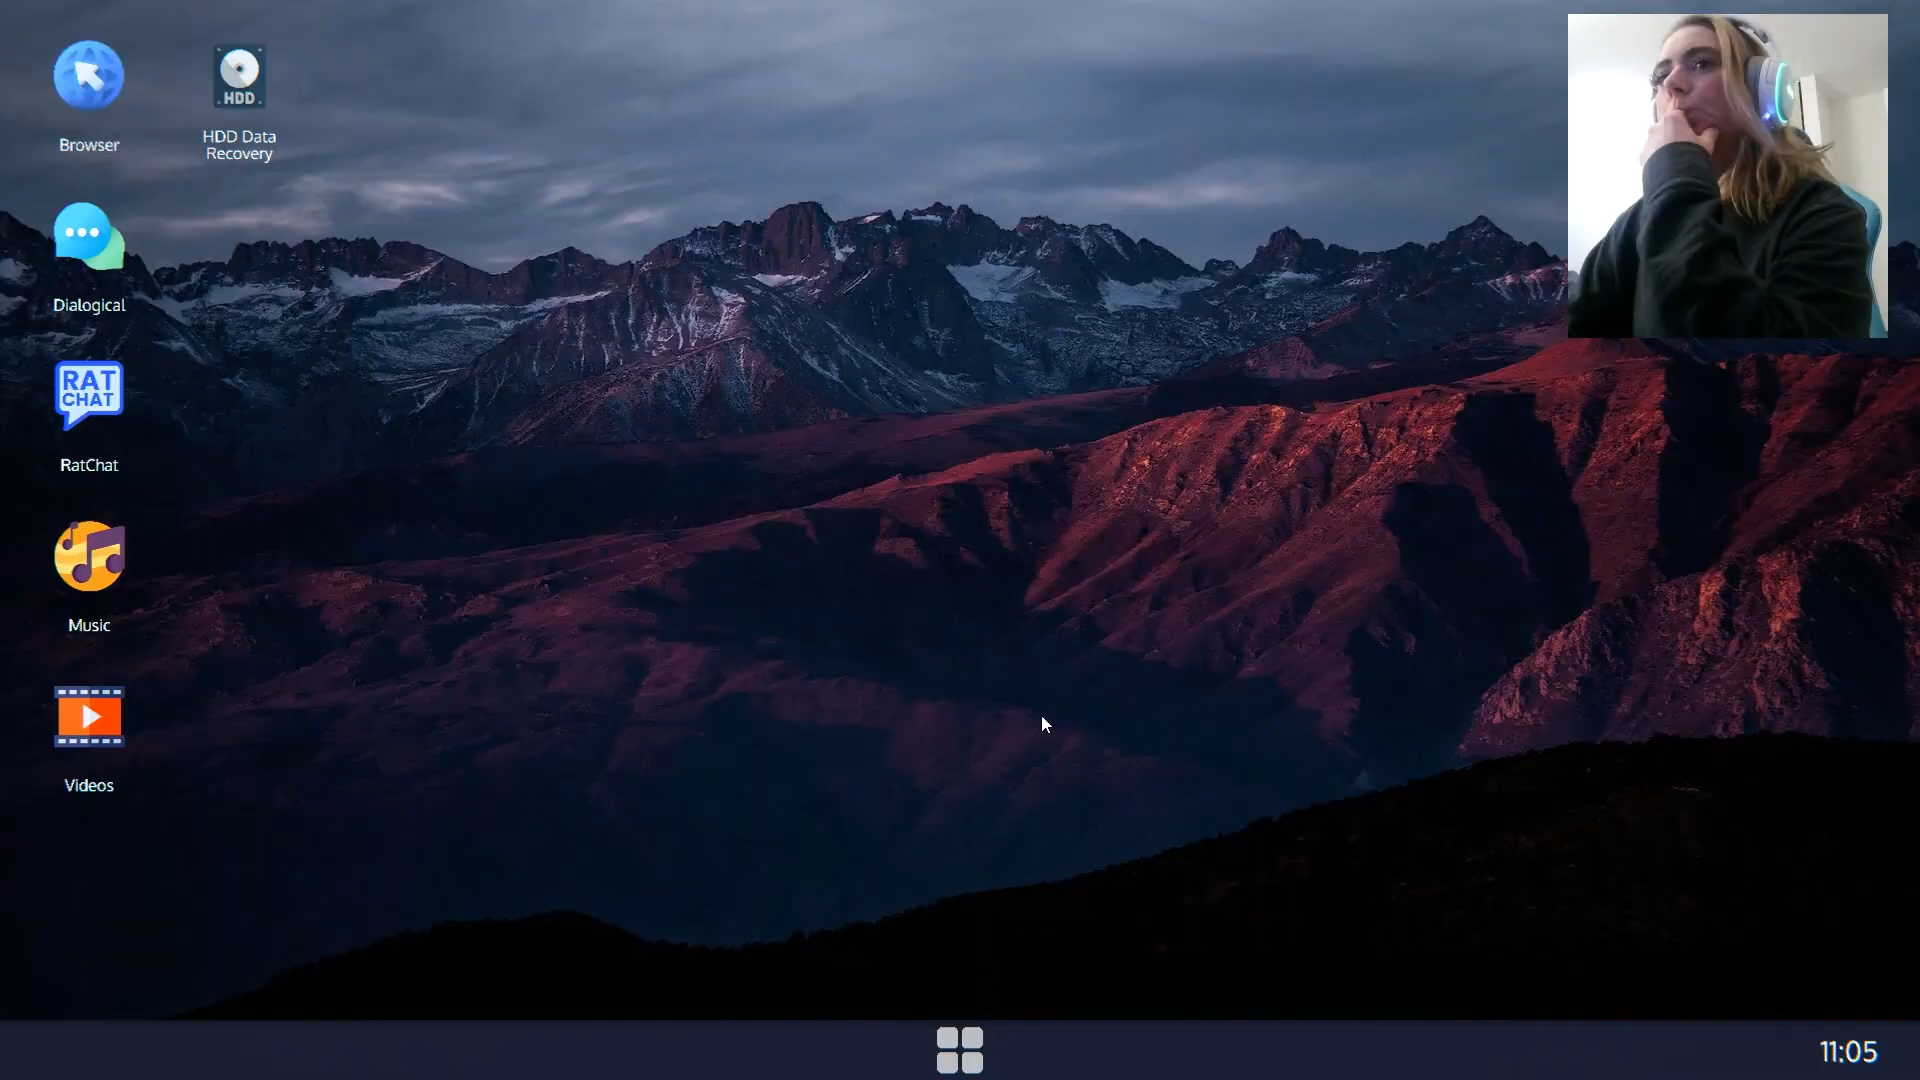 Browser
HDD
HDD Data
Recovery
Dialogical
RAT
CHAT
RatChat
Music
Videos
11:05